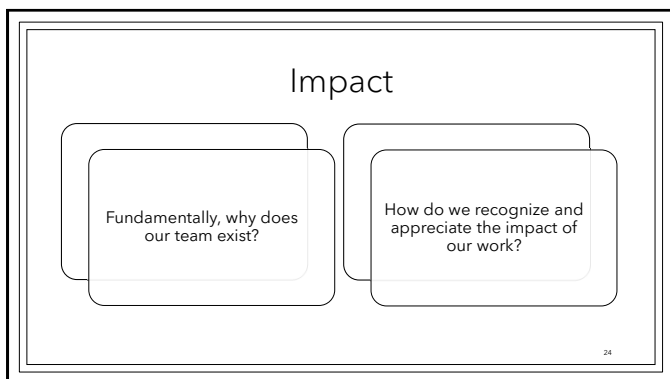 Impact
Fundamentally, why does
our team exist?
How do we recognize and
appreciate the impact of
our work?
24